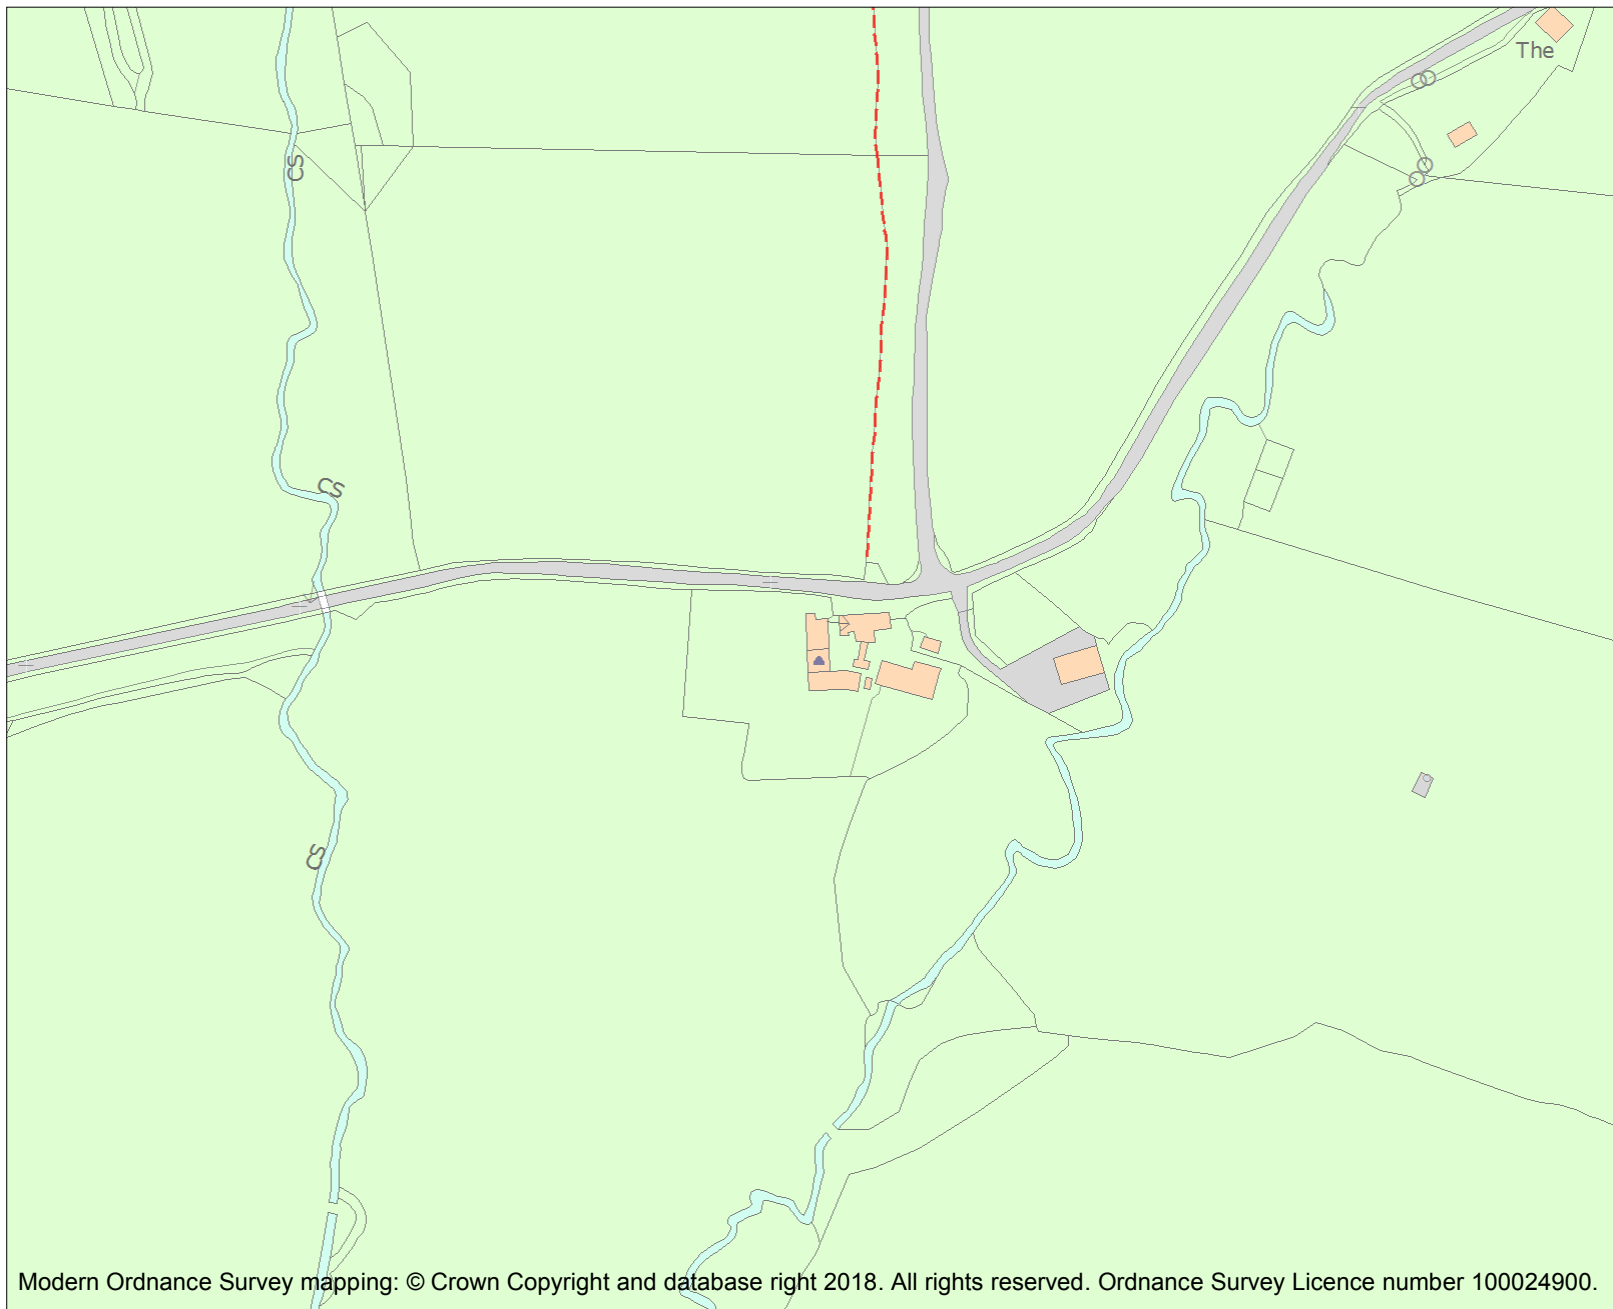 The
CS
CS
CS
Modern Ordnance Survey mapping: © Crown Copyright and database right 2018. All rights reserved. Ordnance Survey Licence number 100024900.